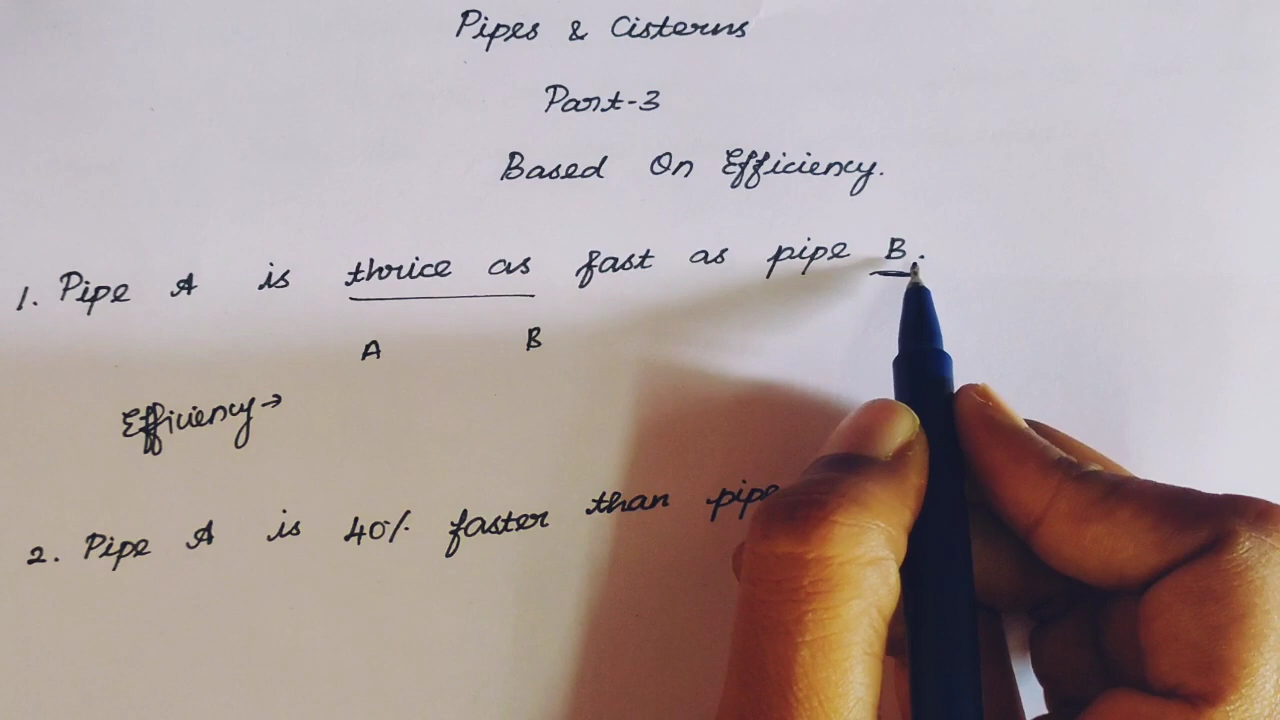 Pipes & Cisterns
Part-3
Based On Efficiency.
1. Pipe A is thrice as fast as pipe B.
A B
Efficiency→
2. Pipe A is 40% faster than pipe